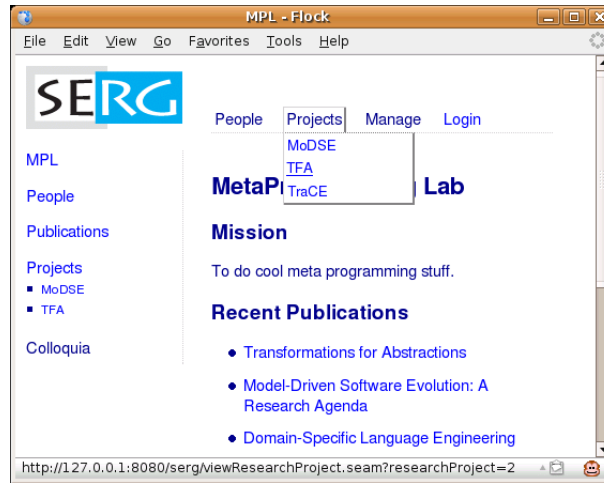 MPL - Flock
File Edit View Go Favorites Tools Help
SERG
People Projects Manage Login
MoDSE
TFA
TraCE
MPL
People
Publications
Projects
MoDSE
TFA
Colloquia
MetaP Lab
Mission
To do cool meta programming stuff.
Recent Publications
Transformations for Abstractions
Model-Driven Software Evolution: A
Research Agenda
Domain-Specific Language Engineering
http://127.0.0.1:8080/serg/viewResearchProject.seam?researchProject=2